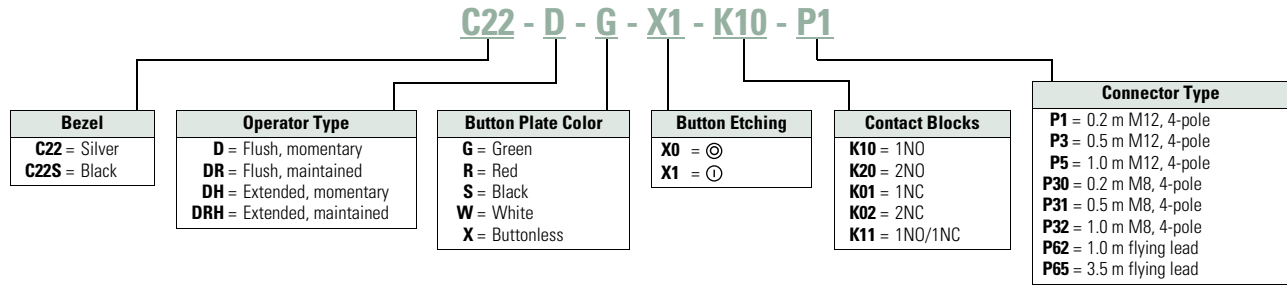 C22 - D - G - X1 - K10 - P1
Bezel
C22 = Silver
C22S = Black
Operator Type
D = Flush, momentary
DR = Flush, maintained
DH = Extended, momentary
DRH = Extended, maintained
Button Plate Color
G = Green
R = Red
S = Black
W = White
X = Buttonless
Button Etching
X0 =
X1 =
Contact Blocks
K10 = 1NO
K20 = 2NO
K01 = 1NC
K02 = 2NC
K11 = 1NO/1NC
Connector Type
P1 = 0.2 m M12, 4-pole
P3 = 0.5 m M12, 4-pole
P5 = 1.0 m M12, 4-pole
P30 = 0.2 m M8, 4-pole
P31 = 0.5 m M8, 4-pole
P32 = 1.0 m M8, 4-pole
P62 = 1.0 m flying lead
P65 = 3.5 m flying lead